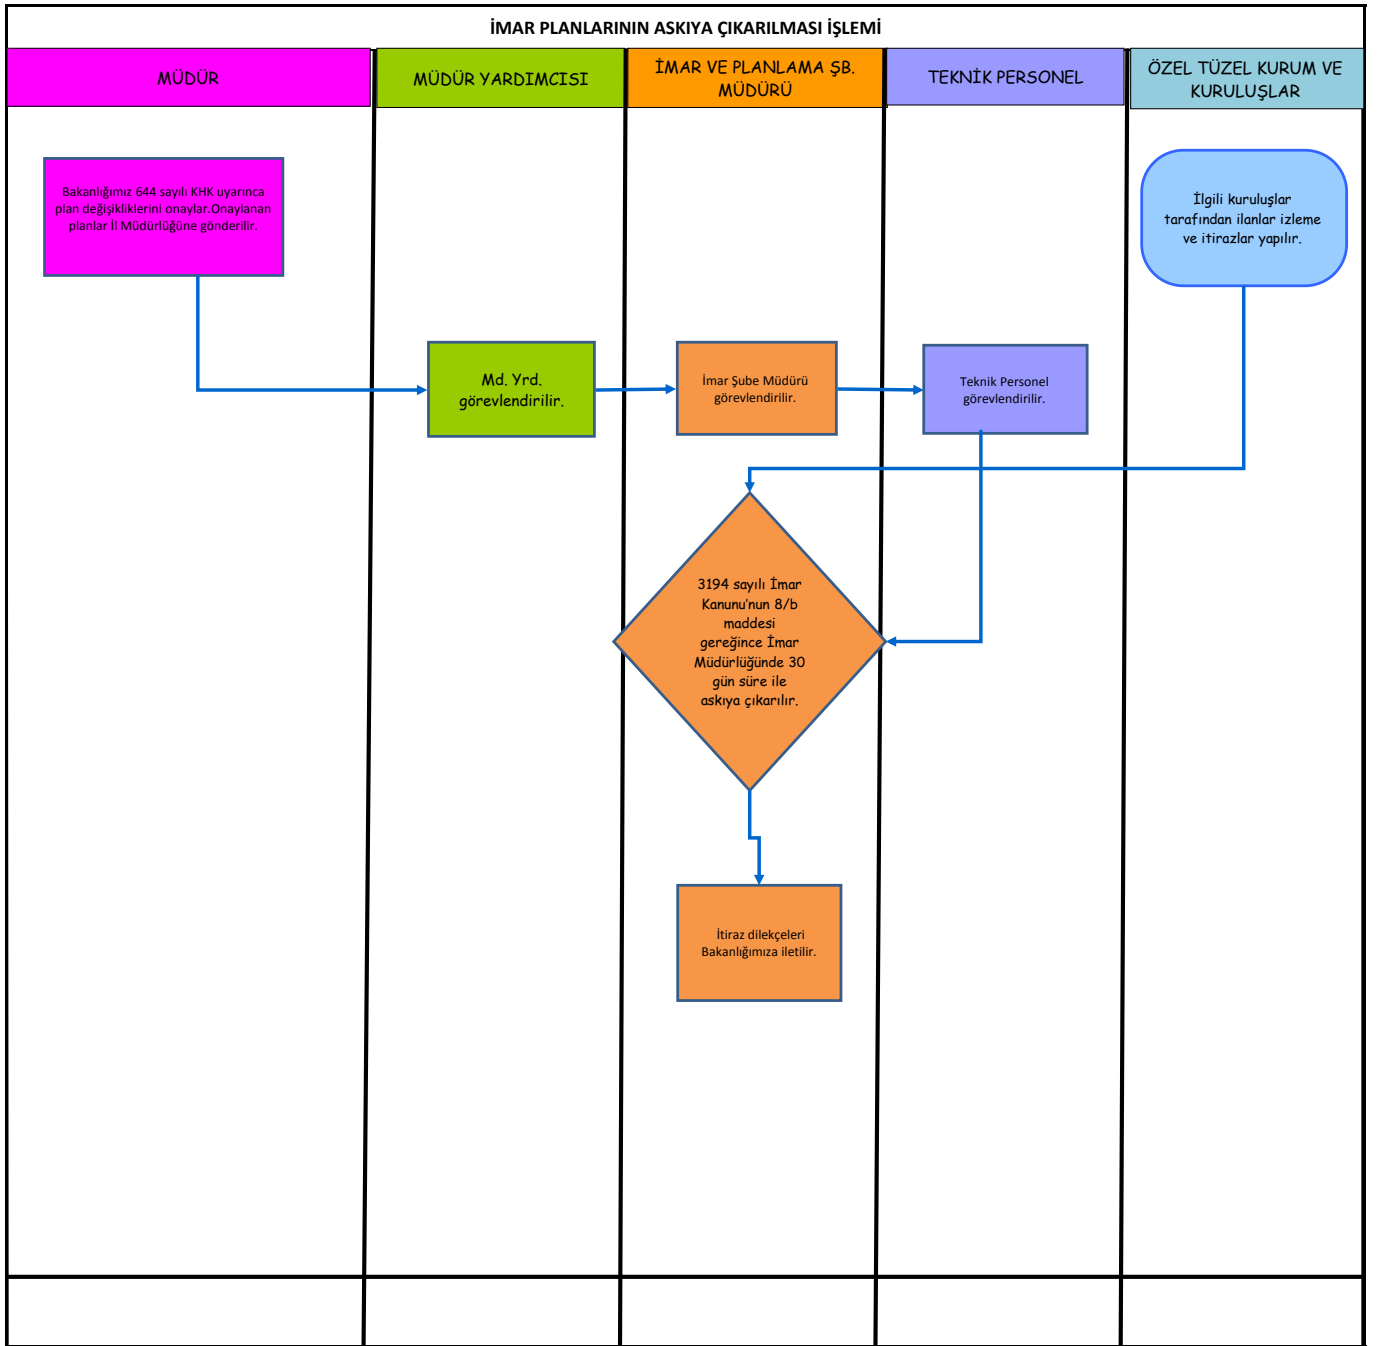 İMAR PLANLARININ ASKIYA ÇIKARILMASI İŞLEMİ
MÜDÜR
MÜDÜR YARDIMCISI
İMAR VE PLANLAMA ŞB.
MÜDÜRÜ
TEKNİK PERSONEL
ÖZEL TÜZEL KURUM VE
KURULUŞLAR
Bakanlığımız 644 sayılı KHK uyarınca
plan değişikliklerini onaylar.Onaylanan
planlar İl Müdürlüğüne gönderilir.
İlgili kuruluşlar
tarafından ilanlar izleme
ve itirazlar yapılır.
Md. Yrd.
görevlendirilir.
İmar Şube Müdürü
görevlendirilir.
Teknik Personel
görevlendirilir.
3194 sayılı İmar
Kanunu'nun 8/b
maddesi
gereğince İmar
Müdürlüğünde 30
gün süre ile
askıya çıkarılır.
İtiraz dilekçeleri
Bakanlığımıza iletilir.